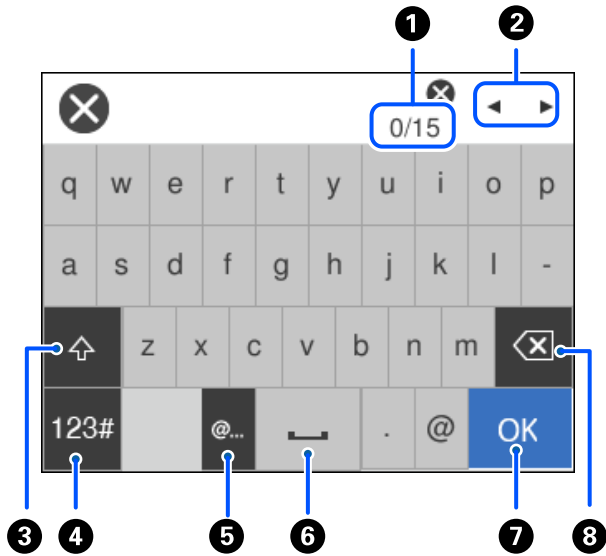 1 2
0/15
q w e r t y u i o p
a s d f g h j k l -
z x c v b n m
123# @... . @ OK
3 4 5 6 7 8